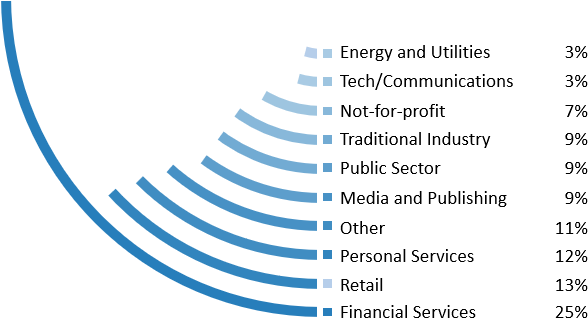 Energy and Utilities 3%
Tech/Communications 3%
Not-for-profit 7%
Traditional Industry 9%
Public Sector 9%
Media and Publishing 9%
Other 11%
Personal Services 12%
Retail 13%
Financial Services 25%